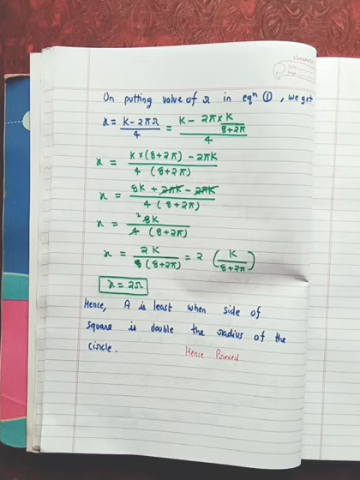 On putting value of r in eqⁿ ①, we get
x = (K - 2πr)/4 = (K - 2π × K/(8+2π))/4
x = (K×(8+2π) - 2πK)/(4 (8+2π))
x = (8K + 2πK - 2πK)/(4 (8+2π))
x = ²8K/(4 (8+2π))
x = 2K/(8 (8+2π)) = 2 (K/(8+2π))
x = 2r
Hence, A is least when side of
square is double the radius of the
circle.
Hence Proved